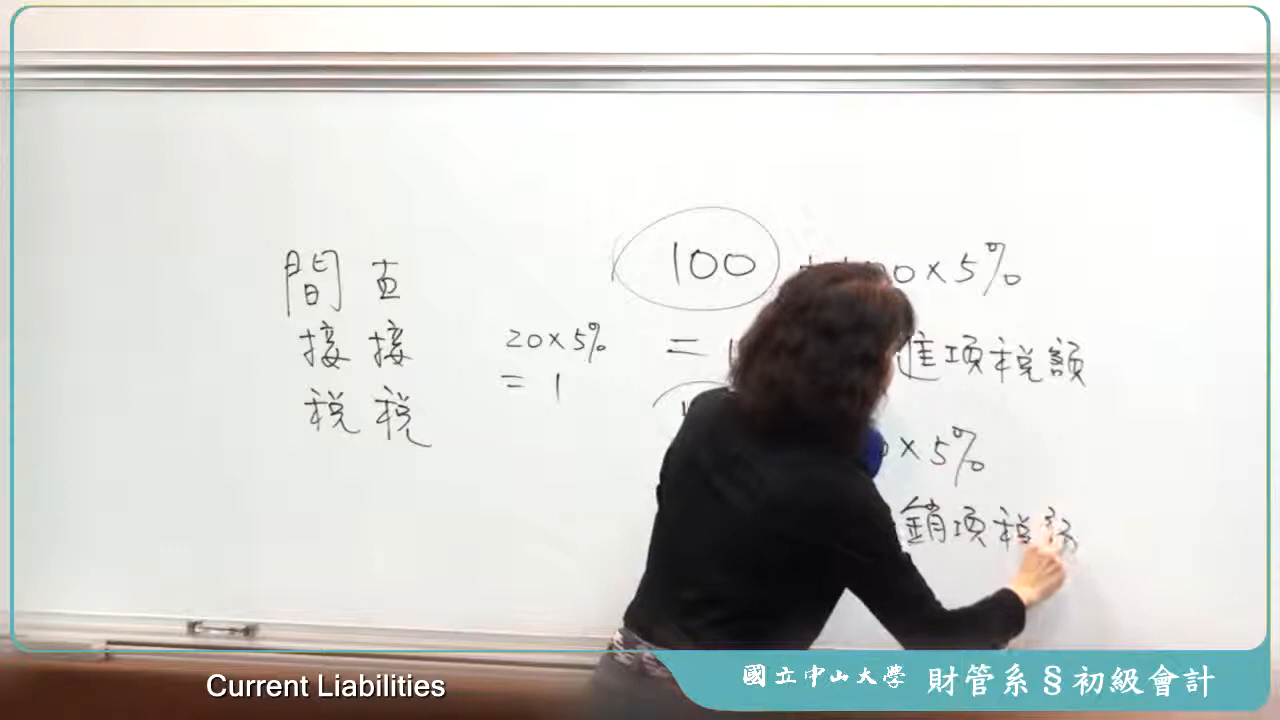 間接稅
直接稅
20×5%
= 1
100
0×5%
=
進項稅額
×5%
銷項稅
Current Liabilities
國立中山大學 財管系§初級會計